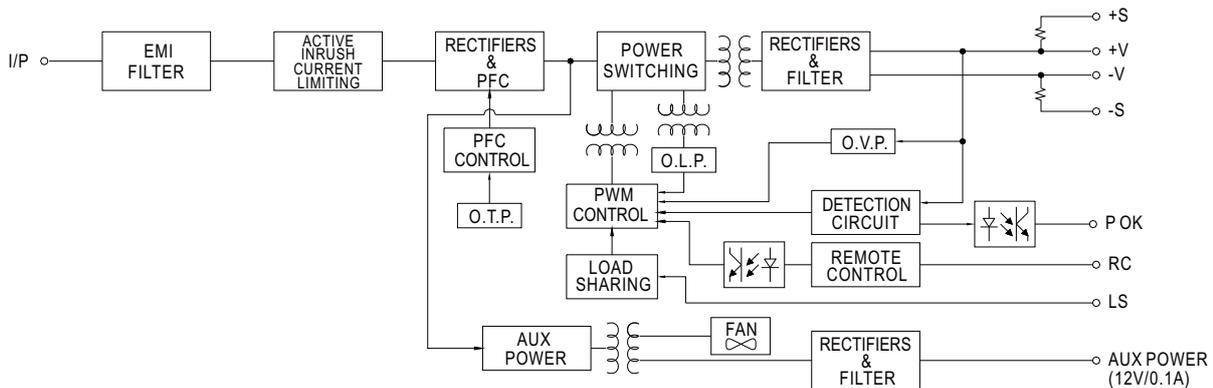 +S
I/P
EMI
FILTER
ACTIVE
INRUSH
CURRENT
LIMITING
RECTIFIERS
&
PFC
POWER
SWITCHING
RECTIFIERS
&
FILTER
+V
-V
-S
PFC
CONTROL
O.L.P.
O.V.P.
O.T.P.
PWM
CONTROL
DETECTION
CIRCUIT
P OK
LOAD
SHARING
REMOTE
CONTROL
RC
LS
AUX
POWER
FAN
RECTIFIERS
&
FILTER
AUX POWER
(12V/0.1A)